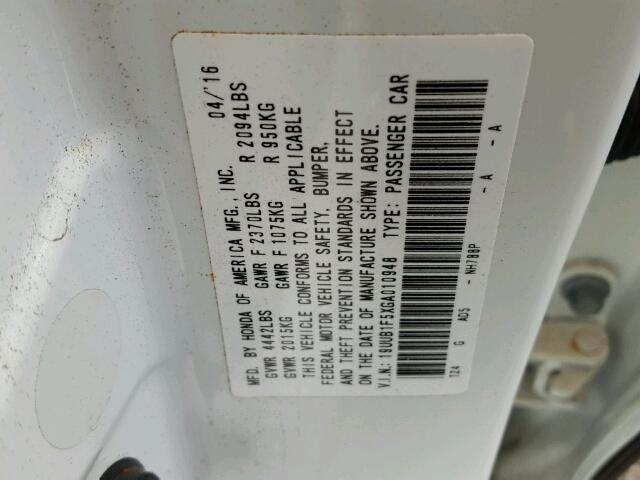 MFD. BY HONDA OF AMERICA MFG., INC. 04/'16
GVWR 4442LBS GAWR F 2370LBS R 2094LBS
GVWR 2015KG GAWR F 1075KG R 950KG
THIS VEHICLE CONFORMS TO ALL APPLICABLE
FEDERAL MOTOR VEHICLE SAFETY, BUMPER,
AND THEFT PREVENTION STANDARDS IN EFFECT
ON THE DATE OF MANUFACTURE SHOWN ABOVE.
V.I.N.: 19UUB1F5XGA010948 TYPE: PASSENGER CAR
TZ4 G AD5 - NH788P - A - A